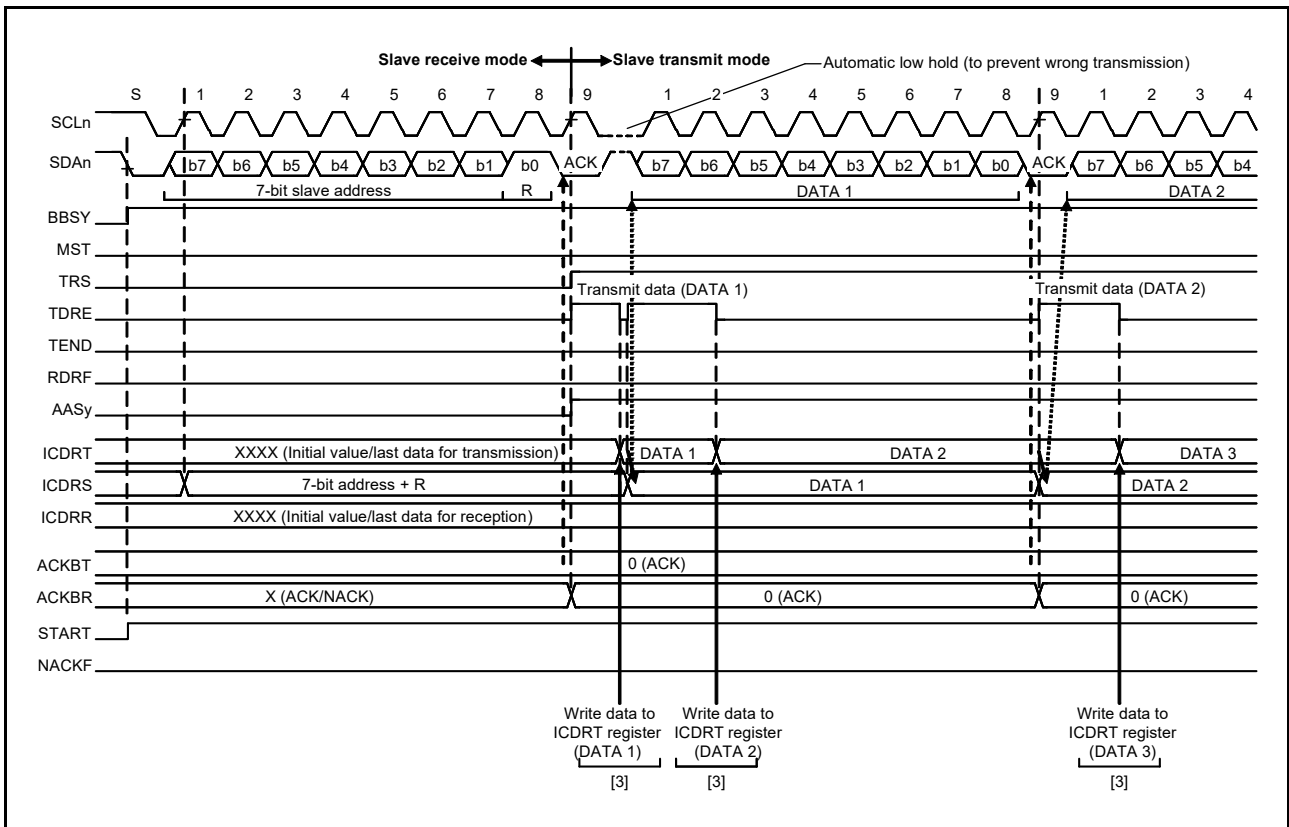 Slave receive mode Slave transmit mode
Automatic low hold (to prevent wrong transmission)
S 1 2 3 4 5 6 7 8 9 1 2 3 4 5 6 7 8 9 1 2 3 4
SCLn
SDAn b7 b6 b5 b4 b3 b2 b1 b0 ACK b7 b6 b5 b4 b3 b2 b1 b0 ACK b7 b6 b5 b4
7-bit slave address R DATA 1 DATA 2
BBSY
MST
TRS
Transmit data (DATA 1) Transmit data (DATA 2)
TDRE
TEND
RDRF
AASy
ICDRT XXXX (Initial value/last data for transmission) DATA 1 DATA 2 DATA 3
ICDRS 7-bit address + R DATA 1 DATA 2
ICDRR XXXX (Initial value/last data for reception)
ACKBT 0 (ACK)
ACKBR X (ACK/NACK) 0 (ACK) 0 (ACK)
START
NACKF
Write data to Write data to Write data to
ICDRT register ICDRT register ICDRT register
(DATA 1) (DATA 2) (DATA 3)
[3] [3] [3]